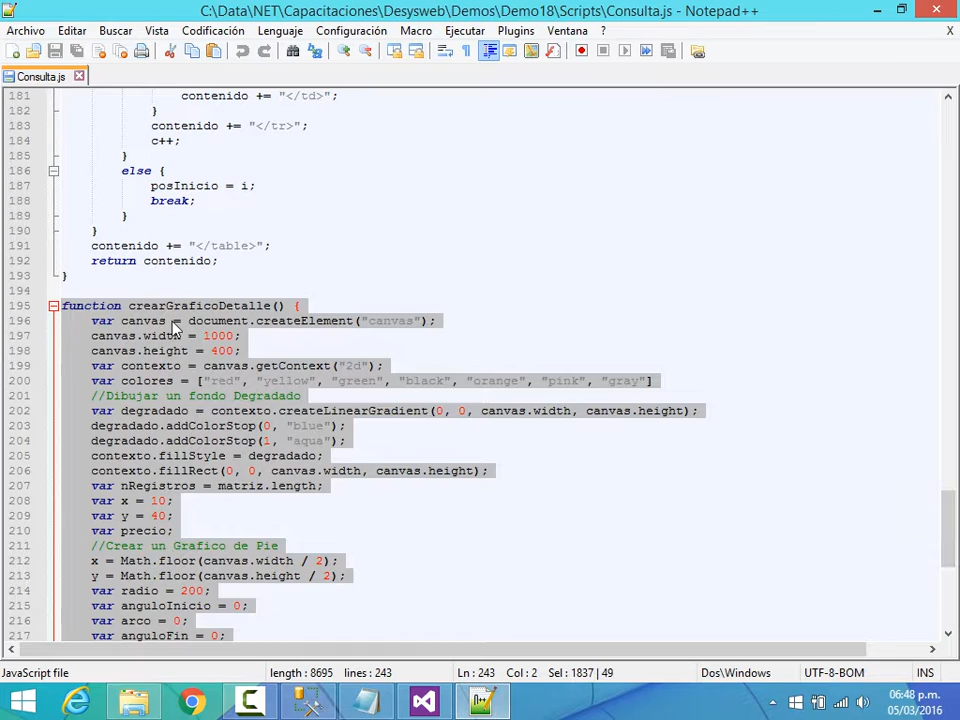 C:\Data\NET\Capacitaciones\Desysweb\Demos\Demo18\Scripts\Consulta.js - Notepad++
Archivo Editar Buscar Vista Codificación Lenguaje Configuración Macro Ejecutar Plugins Ventana ? X
Consulta.js
181 contenido += "</td>";
182 }
183 contenido += "</tr>";
184 c++;
185 }
186 else {
187 posInicio = i;
188 break;
189 }
190 }
191 contenido += "</table>";
192 return contenido;
193 }
194
195 function crearGraficoDetalle() {
196 var canvas = document.createElement("canvas");
197 canvas.width = 1000;
198 canvas.height = 400;
199 var contexto = canvas.getContext("2d");
200 var colores = ["red", "yellow", "green", "black", "orange", "pink", "gray"]
201 //Dibujar un fondo Degradado
202 var degradado = contexto.createLinearGradient(0, 0, canvas.width, canvas.height);
203 degradado.addColorStop(0, "blue");
204 degradado.addColorStop(1, "aqua");
205 contexto.fillStyle = degradado;
206 contexto.fillRect(0, 0, canvas.width, canvas.height);
207 var nRegistros = matriz.length;
208 var x = 10;
209 var y = 40;
210 var precio;
211 //Crear un Grafico de Pie
212 x = Math.floor(canvas.width / 2);
213 y = Math.floor(canvas.height / 2);
214 var radio = 200;
215 var anguloInicio = 0;
216 var arco = 0;
217 var anguloFin = 0;
JavaScript file length : 8695 lines : 243 Ln : 243 Col : 2 Sel : 1837 | 49 Dos\Windows UTF-8-BOM INS
06:48 p.m.
05/03/2016